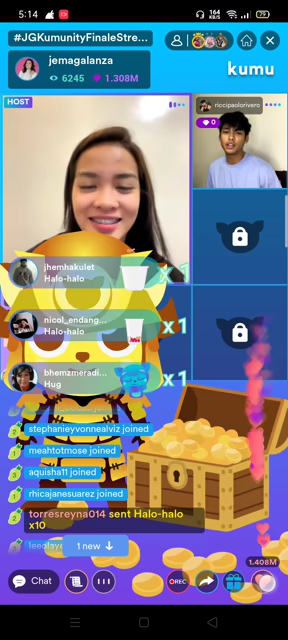 5:14
164 KB/S
79
#JGKumunityFinaleStre...
jemagalanza
6245 1.308M
kumu
HOST
riccipaolorivero
0
jhemhakulet
Halo-halo
x1
nicol_endang...
Halo-halo
x1
bhemzmeradi...
Hug
x1
stephanieyvonnealviz joined
meahtotmose joined
aquisha11 joined
rhicajanesuarez joined
torresreyna014 sent Halo-halo
x10
1 new
1.408M
Chat
REC